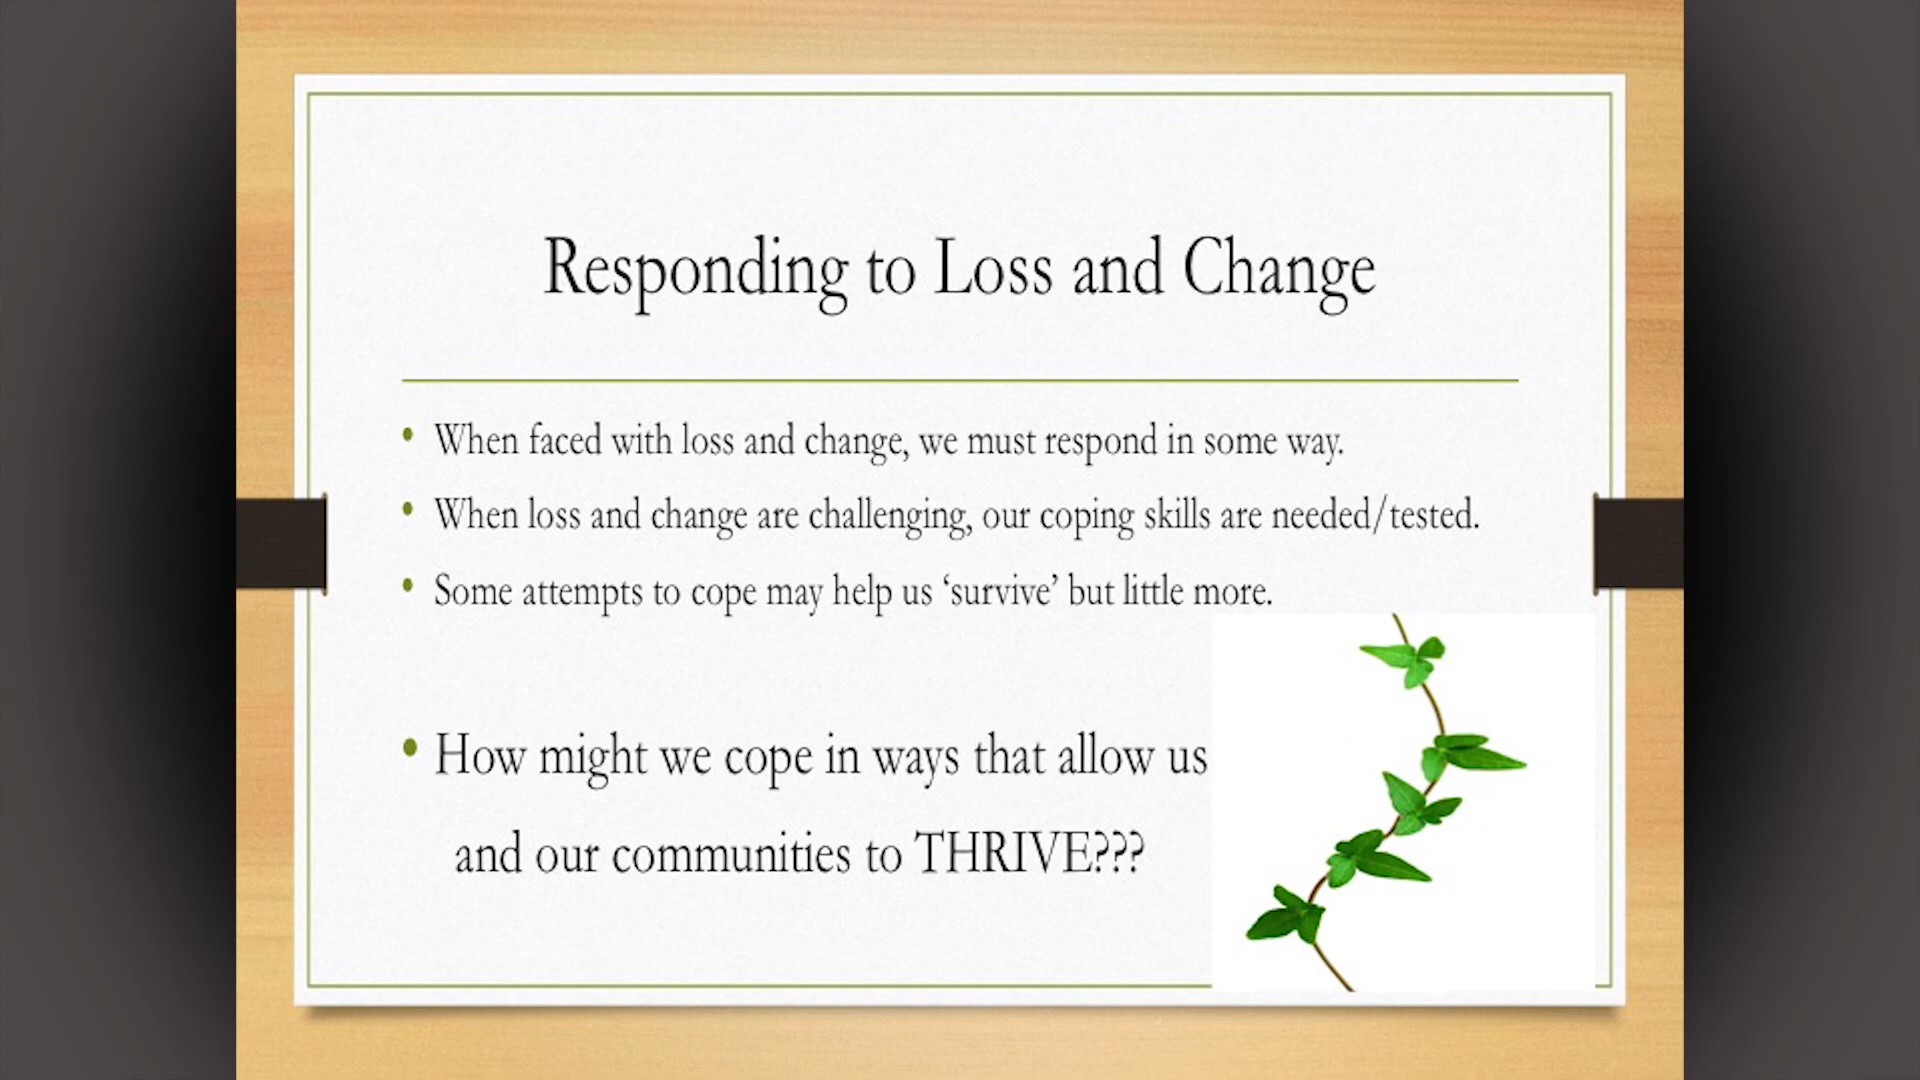 Responding to Loss and Change
• When faced with loss and change, we must respond in some way.
• When loss and change are challenging, our coping skills are needed/tested.
• Some attempts to cope may help us ‘survive’ but little more.
• How might we cope in ways that allow us
and our communities to THRIVE???